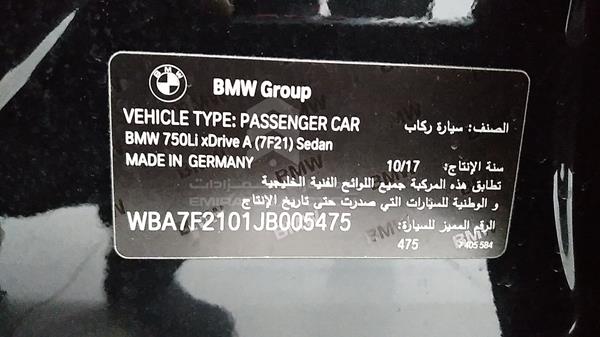 BMW
BMW Group
VEHICLE TYPE: PASSENGER CAR الصنف: سيارة ركاب
BMW 750Li xDrive A (7F21) Sedan
MADE IN GERMANY سنة الإنتاج: 10/17
تطابق هذه المركبة جميع اللوائح الفنية الخليجية
و الوطنية للسيارات التي صدرت حتى تاريخ الإنتاج
WBA7F2101JB005475 الرقم المميز للسيارة:
475 7 405 584